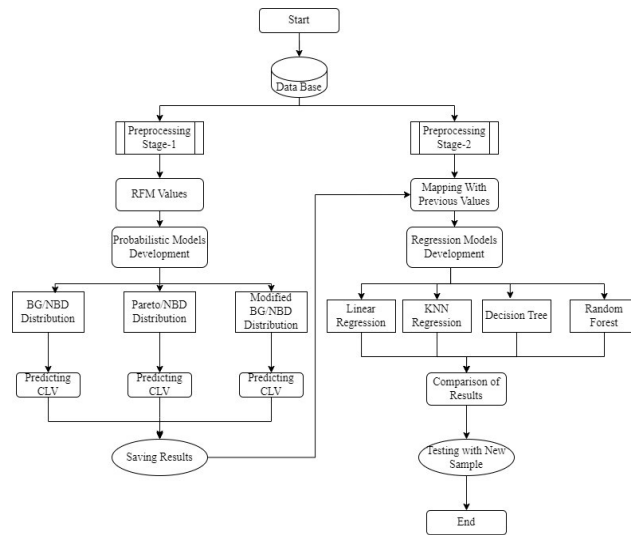 Start
Data Base
Preprocessing
Stage-1
Preprocessing
Stage-2
RFM Values
Mapping With
Previous Values
Probabilistic Models
Development
Regression Models
Development
BG/NBD
Distribution
Pareto/NBD
Distribution
Modified
BG/NBD
Distribution
Linear
Regression
KNN
Regression
Decision Tree
Random
Forest
Predicting
CLV
Predicting
CLV
Predicting
CLV
Comparison of
Results
Saving Results
Testing with New
Sample
End